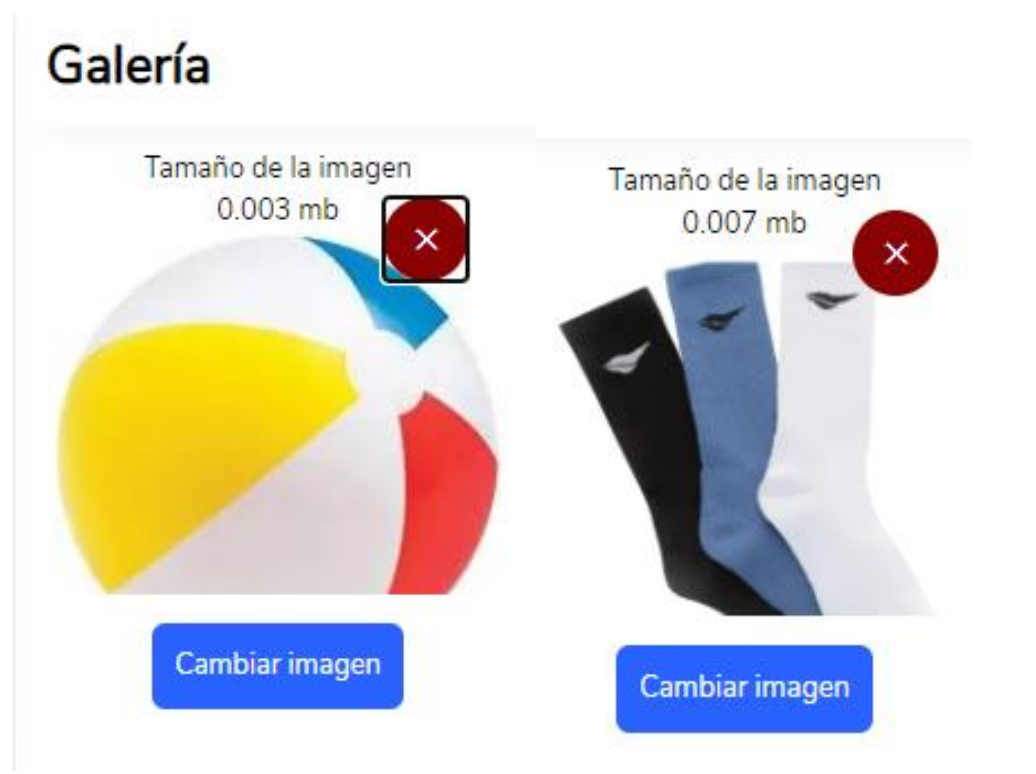 Galería
Tamaño de la imagen
0.003 mb
×
Cambiar imagen
Tamaño de la imagen
0.007 mb
×
Cambiar imagen